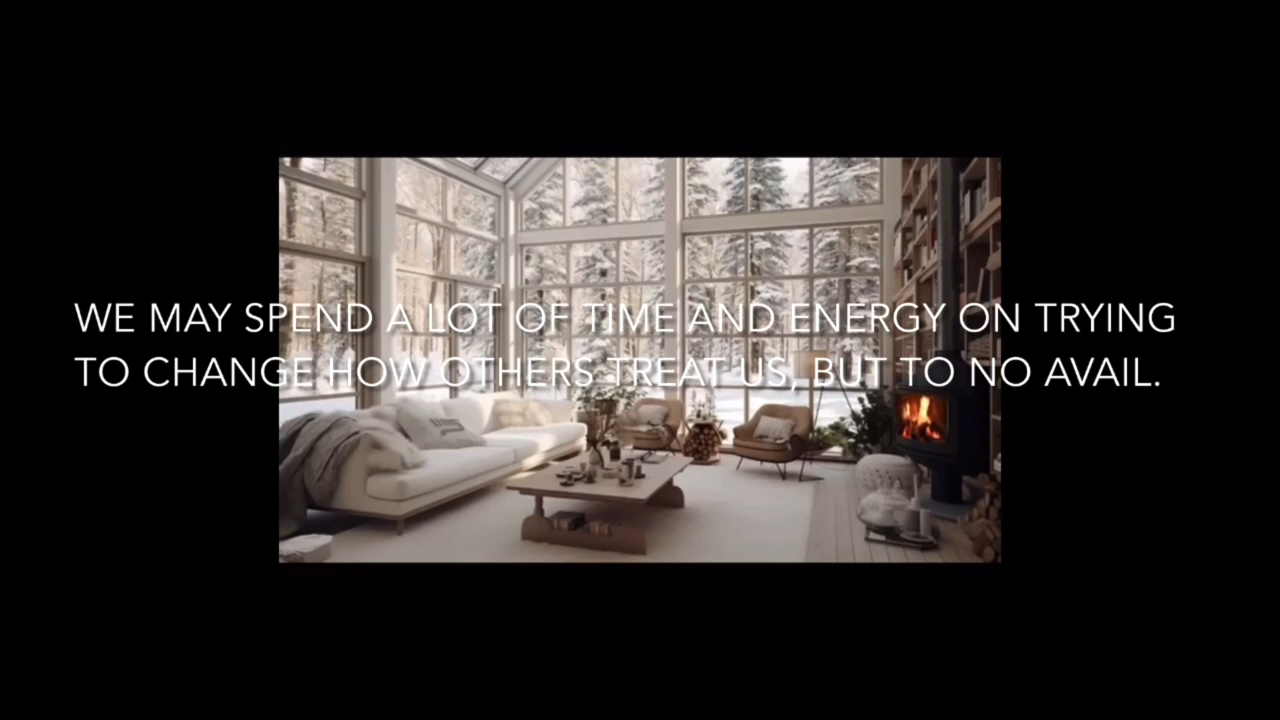 WE MAY SPEND A LOT OF TIME AND ENERGY ON TRYING
TO CHANGE HOW OTHERS TREAT US, BUT TO NO AVAIL.